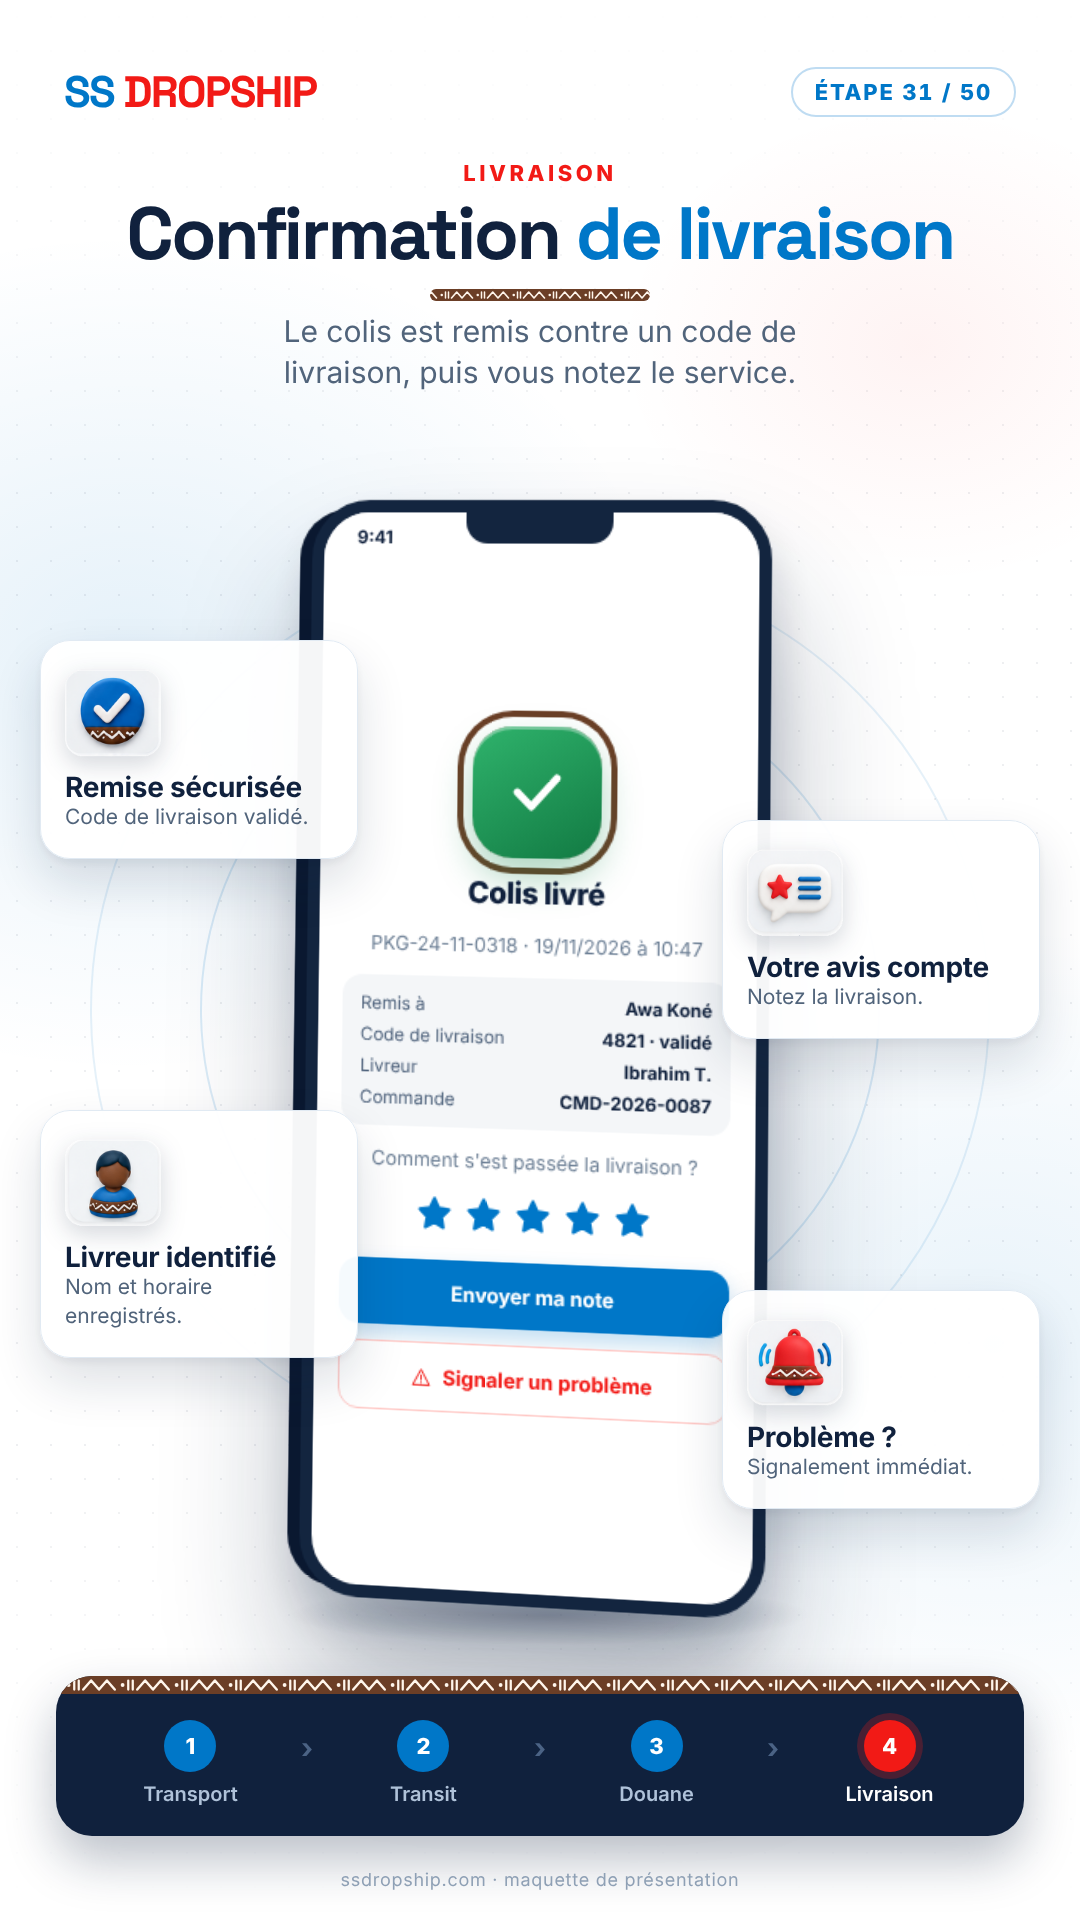 SS DROPSHIP
ÉTAPE 31 / 50
LIVRAISON
Confirmation de livraison
Le colis est remis contre un code de
livraison, puis vous notez le service.
9:41
Remise sécurisée
Code de livraison validé.
Colis livré
PKG-24-11-0318 · 19/11/2026 à 10:47
Remis à Awa Koné
Code de livraison 4821 · validé
Livreur Ibrahim T.
Commande CMD-2026-0087
Votre avis compte
Notez la livraison.
Comment s'est passée la livraison ?
Livreur identifié
Nom et horaire
enregistrés.
Envoyer ma note
Signaler un problème
Problème ?
Signalement immédiat.
1 › 2 › 3 › 4
Transport Transit Douane Livraison
ssdropship.com · maquette de présentation